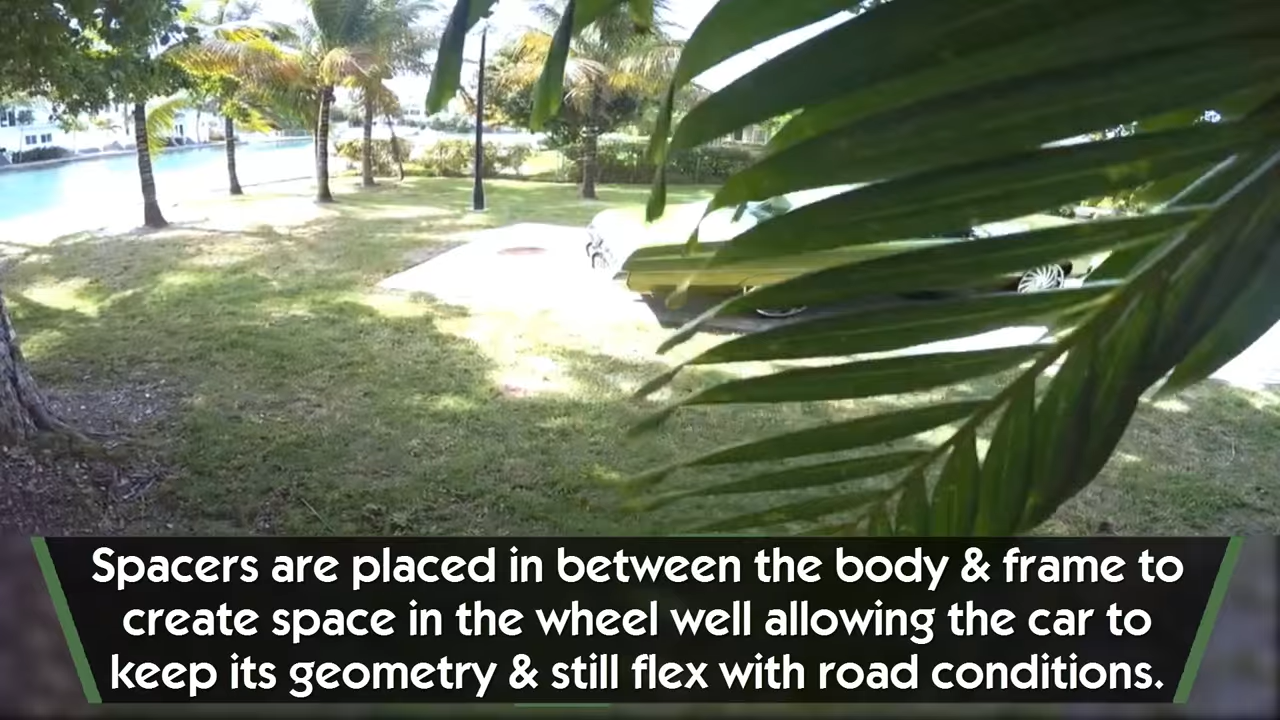 Spacers are placed in between the body & frame to
create space in the wheel well allowing the car to
keep its geometry & still flex with road conditions.